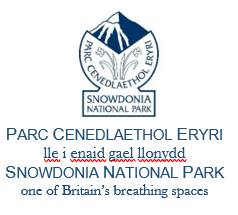 PARC CENEDLAETHOL ERYRI
SNOWDONIA
NATIONAL PARK
PARC CENEDLAETHOL ERYRI
lle i enaid gael llonydd
SNOWDONIA NATIONAL PARK
one of Britain's breathing spaces